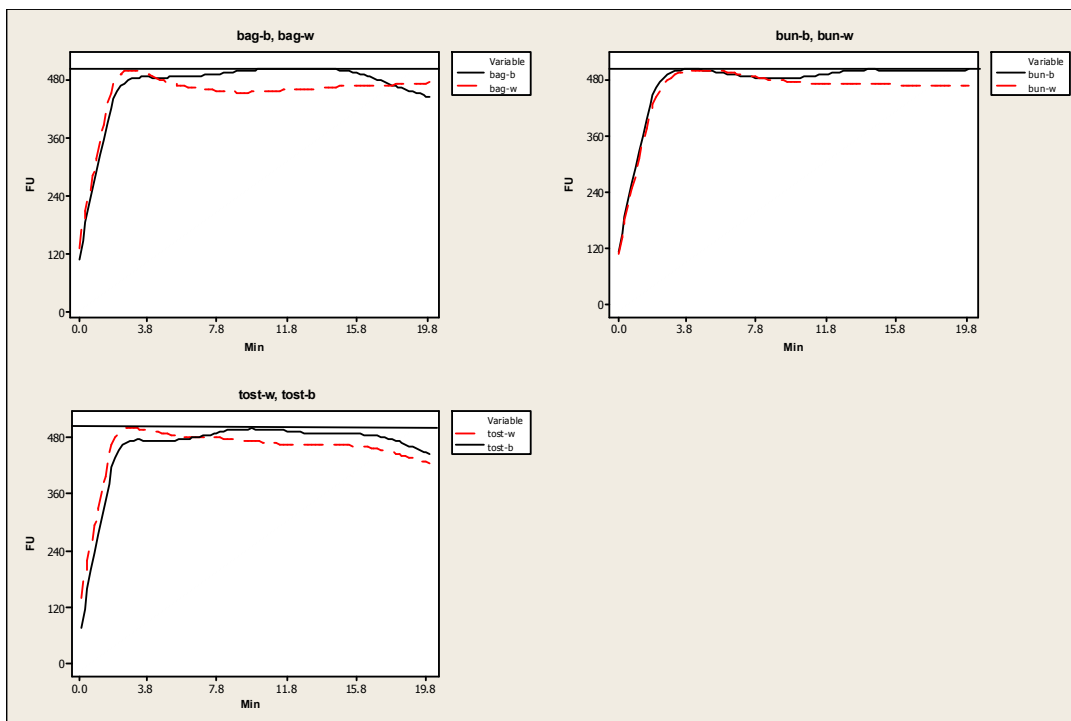 bag-b, bag-w
480
360
240
120
0
FU
0.0 3.8 7.8 11.8 15.8 19.8
Min
Variable
bag-b
bag-w
bun-b, bun-w
480
360
240
120
0
FU
0.0 3.8 7.8 11.8 15.8 19.8
Min
Variable
bun-b
bun-w
tost-w, tost-b
480
360
240
120
0
FU
0.0 3.8 7.8 11.8 15.8 19.8
Min
Variable
tost-w
tost-b